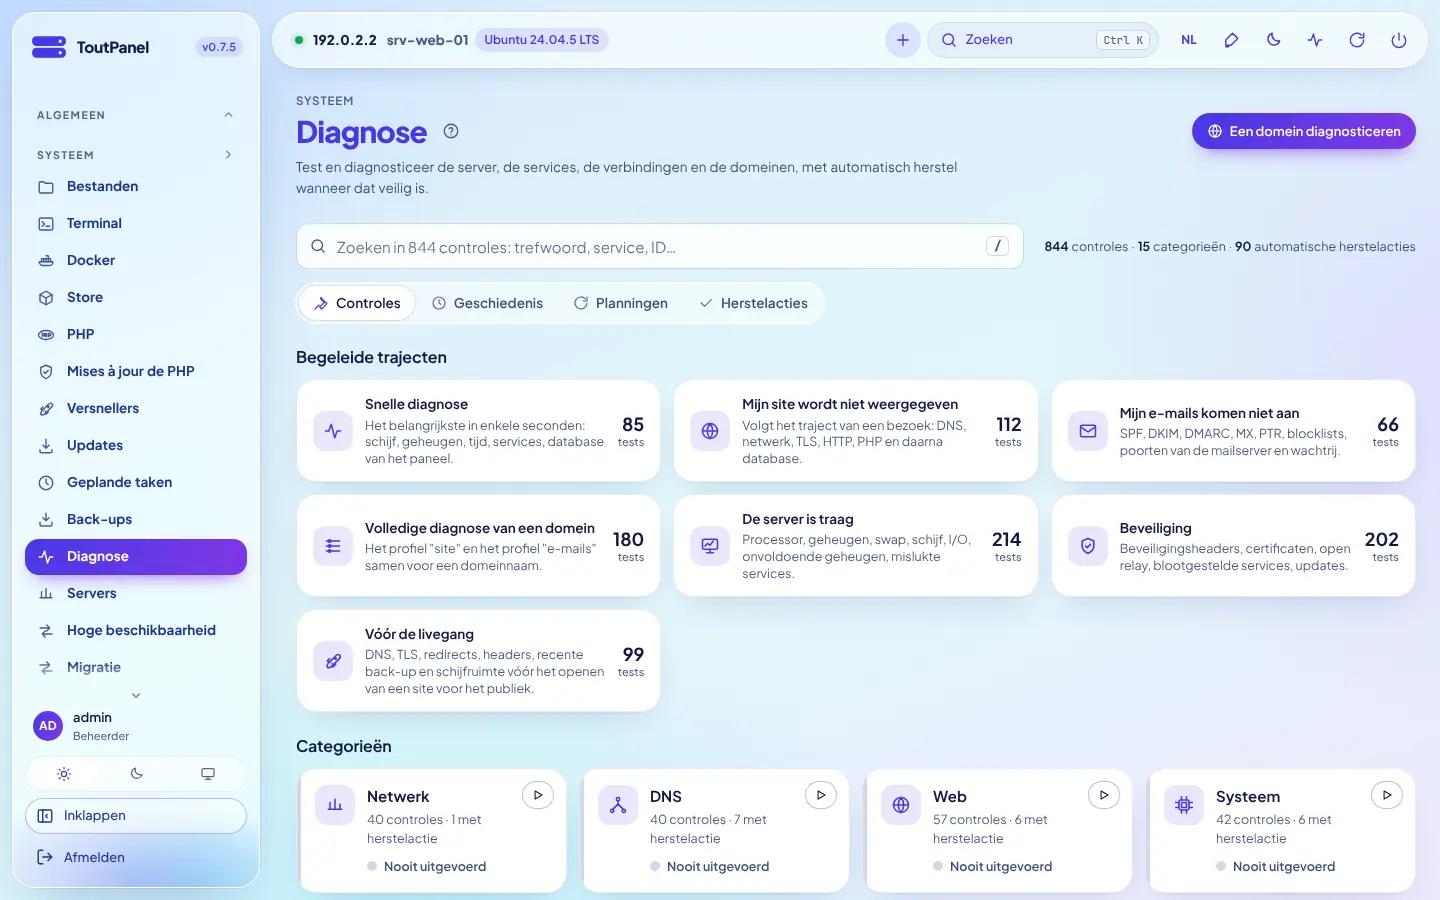 ToutPanel
v0.7.5
ALGEMEEN
SYSTEEM
Bestanden
Terminal
Docker
Store
PHP
Mises à jour de PHP
Versnellers
Updates
Geplande taken
Back-ups
Diagnose
Servers
Hoge beschikbaarheid
Migratie
AD
admin
Beheerder
Inklappen
Afmelden
192.0.2.2 srv-web-01 Ubuntu 24.04.5 LTS
Zoeken
Ctrl K
NL
SYSTEEM
Diagnose
Test en diagnosticeer de server, de services, de verbindingen en de domeinen, met automatisch herstel
wanneer dat veilig is.
Een domein diagnosticeren
Zoeken in 844 controles: trefwoord, service, ID...
/
844 controles · 15 categorieën · 90 automatische herstelacties
Controles
Geschiedenis
Planningen
Herstelacties
Begeleide trajecten
Snelle diagnose
Het belangrijkste in enkele seconden:
schijf, geheugen, tijd, services, database
van het paneel.
85
tests
Mijn site wordt niet weergegeven
Volgt het traject van een bezoek: DNS,
netwerk, TLS, HTTP, PHP en daarna
database.
112
tests
Mijn e-mails komen niet aan
SPF, DKIM, DMARC, MX, PTR, blocklists,
poorten van de mailserver en wachtrij.
66
tests
Volledige diagnose van een domein
Het profiel "site" en het profiel "e-mails"
samen voor een domeinnaam.
180
tests
De server is traag
Processor, geheugen, swap, schijf, I/O,
onvoldoende geheugen, mislukte
services.
214
tests
Beveiliging
Beveiligingsheaders, certificaten, open
relay, blootgestelde services, updates.
202
tests
Vóór de livegang
DNS, TLS, redirects, headers, recente
back-up en schijfruimte vóór het openen
van een site voor het publiek.
99
tests
Categorieën
Netwerk
40 controles · 1 met
herstelactie
Nooit uitgevoerd
DNS
40 controles · 7 met
herstelactie
Nooit uitgevoerd
Web
57 controles · 6 met
herstelactie
Nooit uitgevoerd
Systeem
42 controles · 6 met
herstelactie
Nooit uitgevoerd